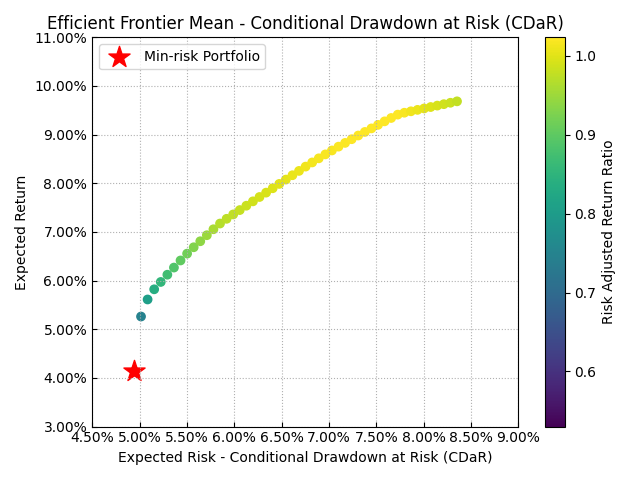 Efficient Frontier Mean - Conditional Drawdown at Risk (CDaR)
11.00%
10.00%
9.00%
8.00%
7.00%
6.00%
5.00%
4.00%
3.00%
Expected Return
Min-risk Portfolio
4.50% 5.00% 5.50% 6.00% 6.50% 7.00% 7.50% 8.00% 8.50% 9.00%
Expected Risk - Conditional Drawdown at Risk (CDaR)
1.0
0.9
0.8
0.7
0.6
Risk Adjusted Return Ratio